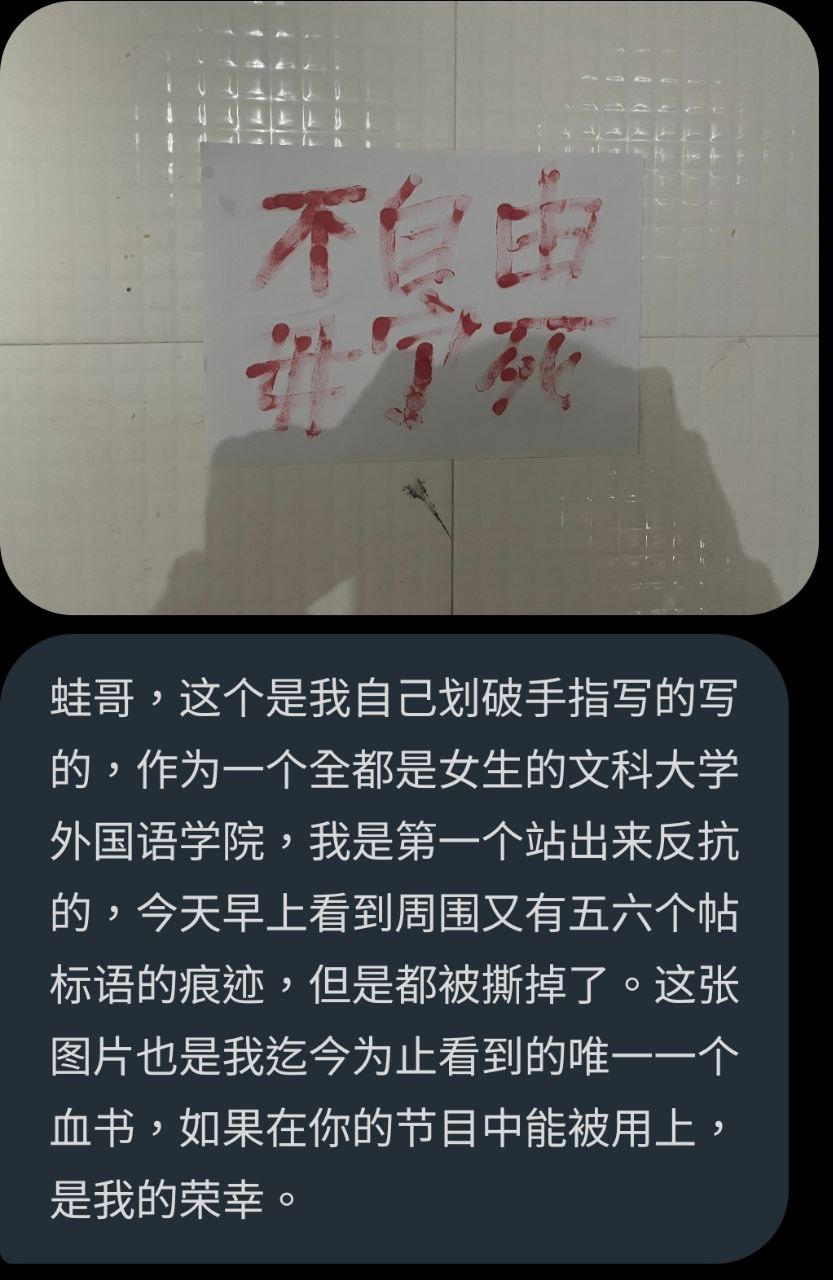 不自由
毋宁死
蛙哥，这个是我自己划破手指写的写
的，作为一个全都是女生的文科大学
外国语学院，我是第一个站出来反抗
的，今天早上看到周围又有五六个帖
标语的痕迹，但是都被撕掉了。这张
图片也是我迄今为止看到的唯一一个
血书，如果在你的节目中能被用上，
是我的荣幸。